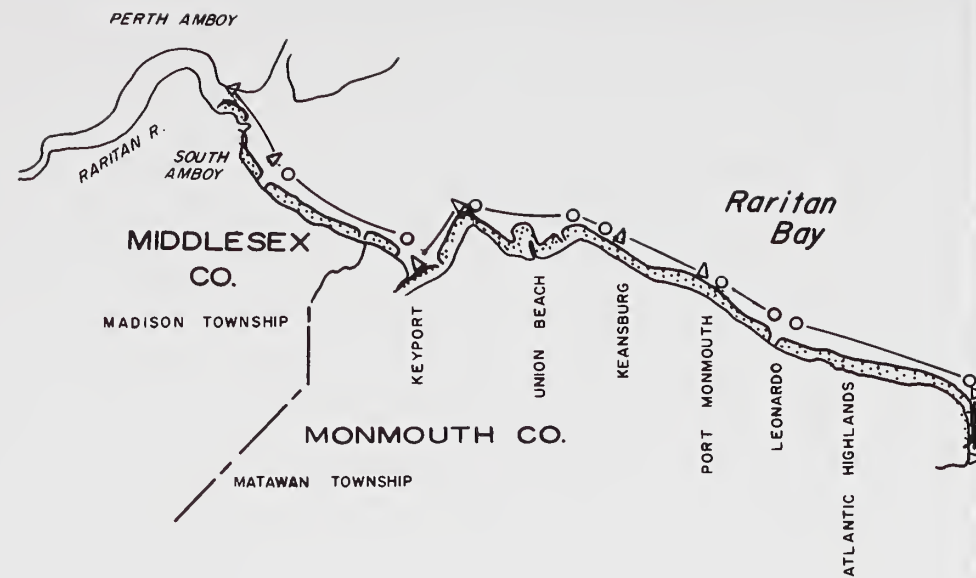 PERTH AMBOY
RARITAN R.
SOUTH
AMBOY
Raritan
Bay
MIDDLESEX
CO.
MADISON TOWNSHIP
KEYPORT
UNION BEACH
KEANSBURG
PORT MONMOUTH
LEONARDO
ATLANTIC HIGHLANDS
MONMOUTH CO.
MATAWAN TOWNSHIP